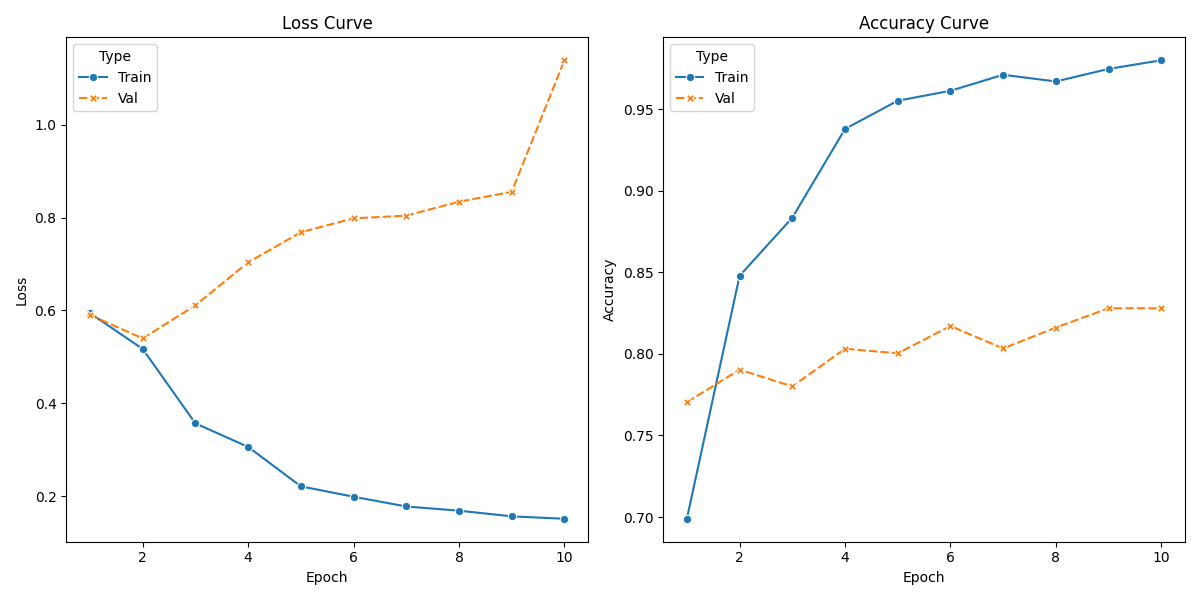 Loss Curve
Type
Train
Val
1.0
0.8
0.6
0.4
0.2
Loss
2 4 6 8 10
Epoch
Accuracy Curve
Type
Train
Val
0.95
0.90
0.85
0.80
0.75
0.70
Accuracy
2 4 6 8 10
Epoch